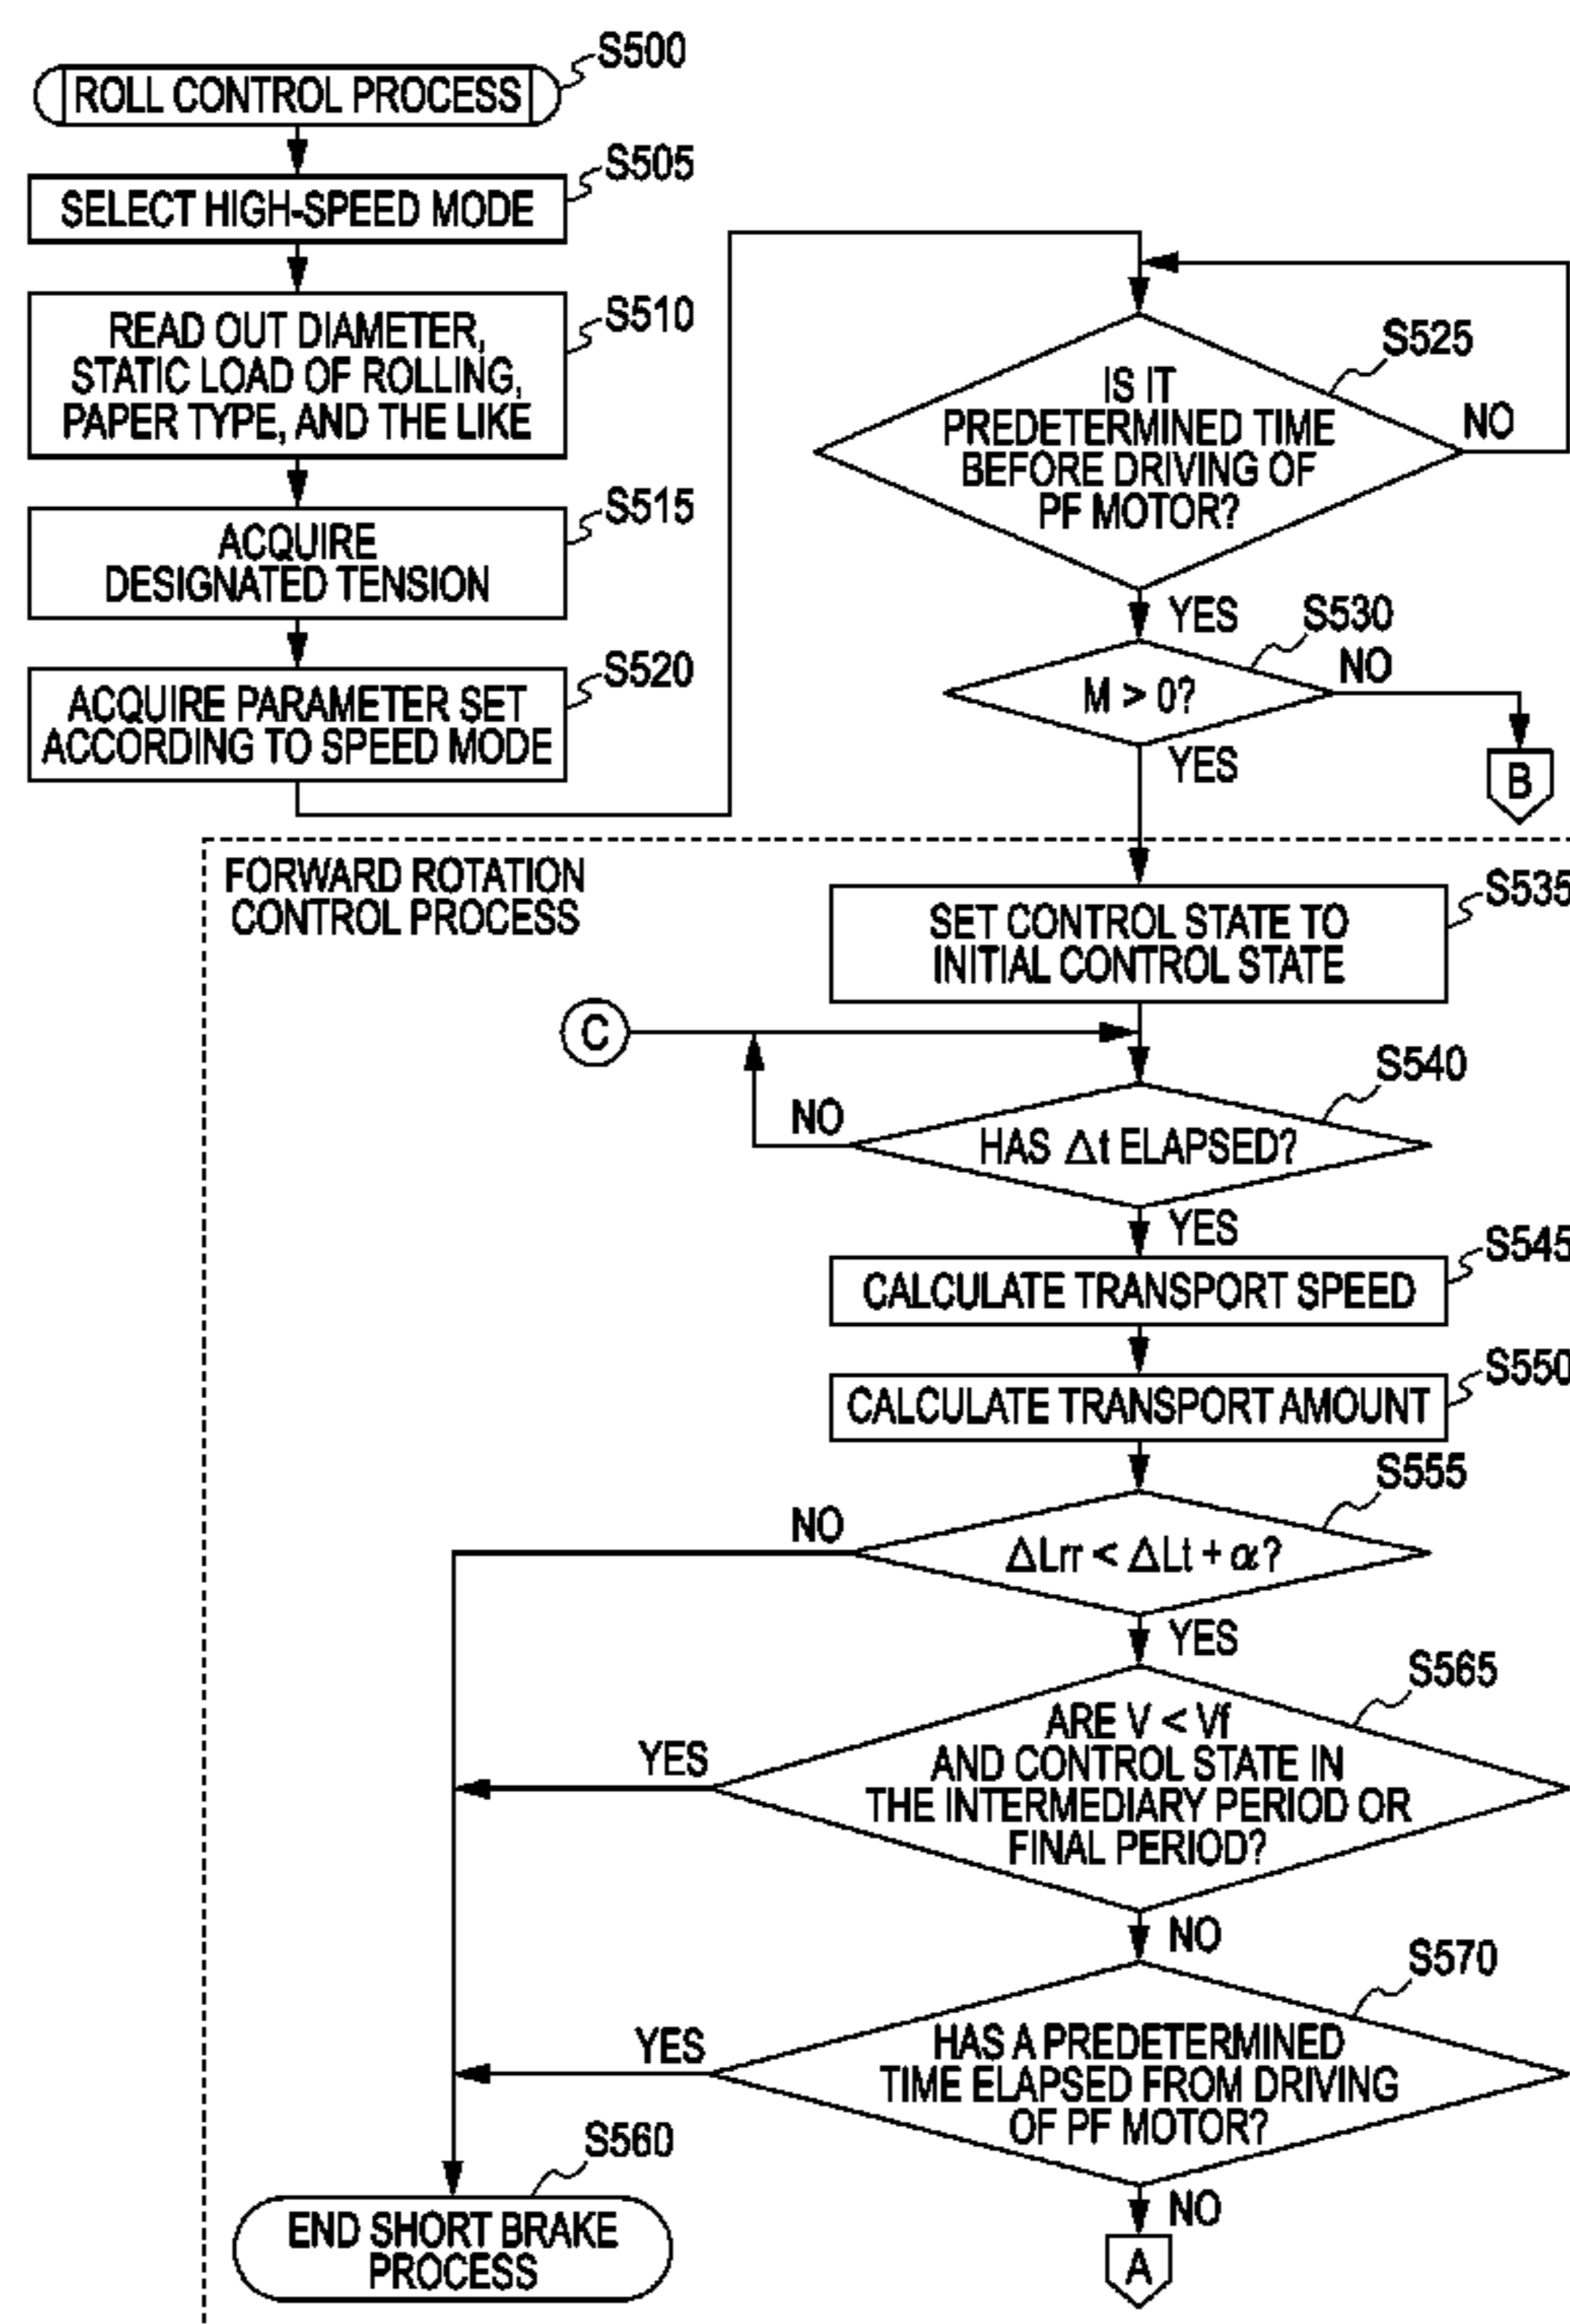 S500
ROLL CONTROL PROCESS
S505
SELECT HIGH-SPEED MODE
S510
READ OUT DIAMETER,
STATIC LOAD OF ROLLING,
PAPER TYPE, AND THE LIKE
S515
ACQUIRE
DESIGNATED TENSION
S520
ACQUIRE PARAMETER SET
ACCORDING TO SPEED MODE
S525
IS IT
PREDETERMINED TIME
BEFORE DRIVING OF
PF MOTOR?
NO
YES
S530
M > 0?
NO
YES
B
FORWARD ROTATION
CONTROL PROCESS
S535
SET CONTROL STATE TO
INITIAL CONTROL STATE
C
S540
HAS Δt ELAPSED?
NO
YES
S545
CALCULATE TRANSPORT SPEED
S550
CALCULATE TRANSPORT AMOUNT
S555
ΔLrr < ΔLt + α?
NO
YES
S565
ARE V < Vf
AND CONTROL STATE IN
THE INTERMEDIARY PERIOD OR
FINAL PERIOD?
YES
NO
S570
HAS A PREDETERMINED
TIME ELAPSED FROM DRIVING
OF PF MOTOR?
YES
NO
S560
END SHORT BRAKE
PROCESS
A